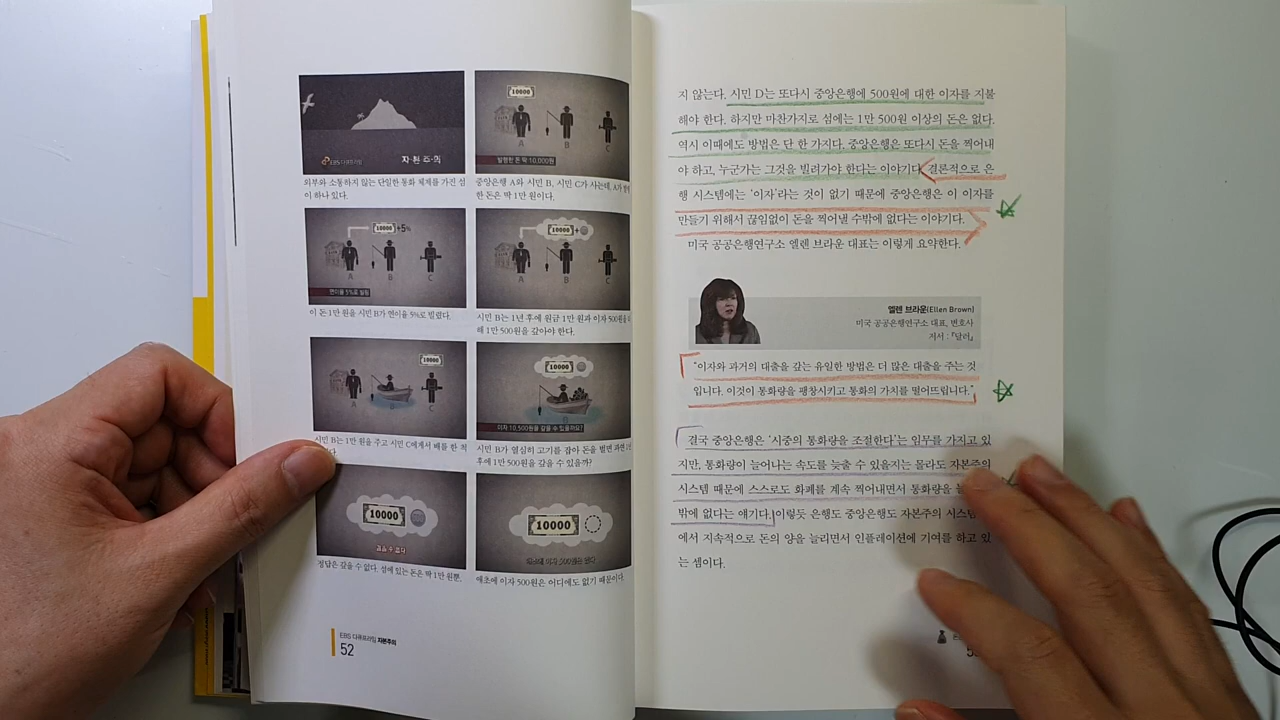 EBS 다큐프라임
자본주의
외부와 소통하지 않는 단일한 통화 체제를 가진 섬
이 하나 있다.
10000
A
B
C
발행한 돈 딱 10,000원
중앙은행 A와 시민 B, 시민 C가 사는데, A가 발행
한 돈은 딱 1만 원이다.
10000 +5%
A
B
C
연이율 5%로 빌림
이 돈 1만 원을 시민 B가 연이율 5%로 빌렸다.
10000 +
A
B
C
시민 B는 1년 후에 원금 1만 원과 이자 500원을
해 1만 500원을 갚아야 한다.
10000
A
B
C
시민 B는 1만 원을 주고 시민 C에게서 배를 한 척
10000
이자 10,500원을 갚을 수 있을까요?
시민 B가 열심히 고기를 잡아 돈을 벌면 과연
후에 1만 500원을 갚을 수 있을까?
10000
갚을 수 없다
정답은 갚을 수 없다. 섬에 있는 돈은 딱 1만 원뿐.
10000
이자 500원은
애초에 이자 500원은 어디에도 없기 때문이다.
EBS 다큐프라임 자본주의
52
지 않는다. 시민 D는 또다시 중앙은행에 500원에 대한 이자를 지불
해야 한다. 하지만 마찬가지로 섬에는 1만 500원 이상의 돈은 없다.
역시 이때에도 방법은 단 한 가지다. 중앙은행은 또다시 돈을 찍어내
야 하고, 누군가는 그것을 빌려가야 한다는 이야기다. 결론적으로 은
행 시스템에는 '이자'라는 것이 없기 때문에 중앙은행은 이 이자를
만들기 위해서 끊임없이 돈을 찍어낼 수밖에 없다는 이야기다.
미국 공공은행연구소 엘렌 브라운 대표는 이렇게 요약한다.
엘렌 브라운(Ellen Brown)
미국 공공은행연구소 대표, 변호사
저서 : 『달러』
"이자와 과거의 대출을 갚는 유일한 방법은 더 많은 대출을 주는 것
입니다. 이것이 통화량을 팽창시키고 통화의 가치를 떨어뜨립니다."
결국 중앙은행은 '시중의 통화량을 조절한다'는 임무를 가지고 있
지만, 통화량이 늘어나는 속도를 늦출 수 있을지는 몰라도 자본주의
시스템 때문에 스스로도 화폐를 계속 찍어내면서 통화량을
밖에 없다는 얘기다. 이렇듯 은행도 중앙은행도 자본주의 시스템
에서 지속적으로 돈의 양을 늘리면서 인플레이션에 기여를 하고 있
는 셈이다.